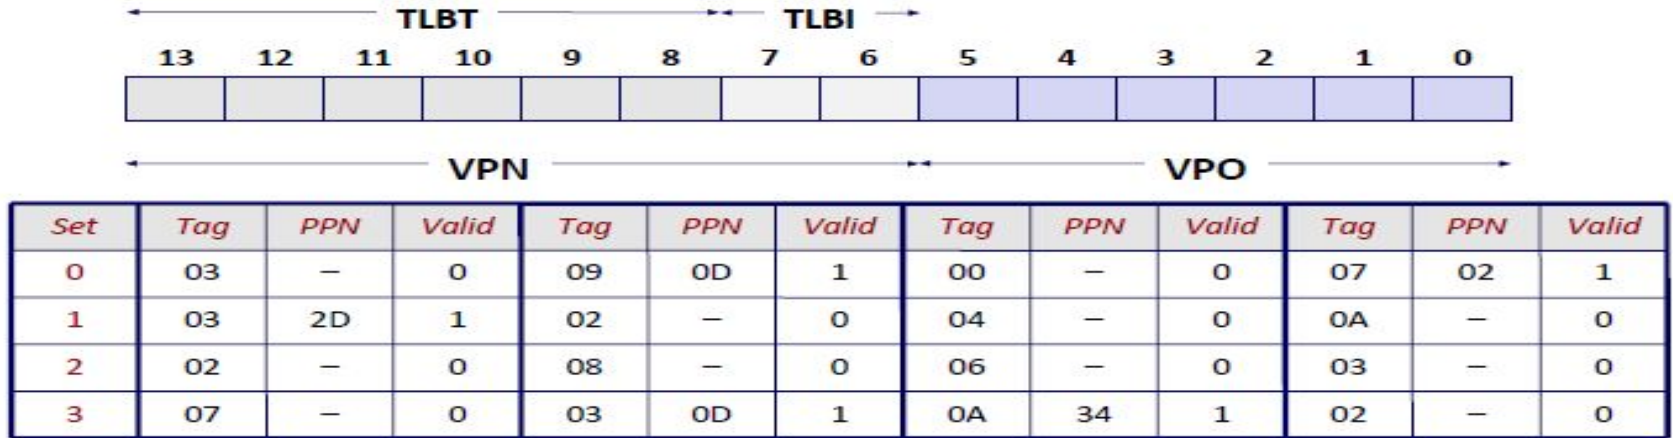 TLBT TLBI
13 12 11 10 9 8 7 6 5 4 3 2 1 0
VPN VPO
Set Tag PPN Valid Tag PPN Valid Tag PPN Valid Tag PPN Valid
0 03 – 0 09 0D 1 00 – 0 07 02 1
1 03 2D 1 02 – 0 04 – 0 0A – 0
2 02 – 0 08 – 0 06 – 0 03 – 0
3 07 – 0 03 0D 1 0A 34 1 02 – 0